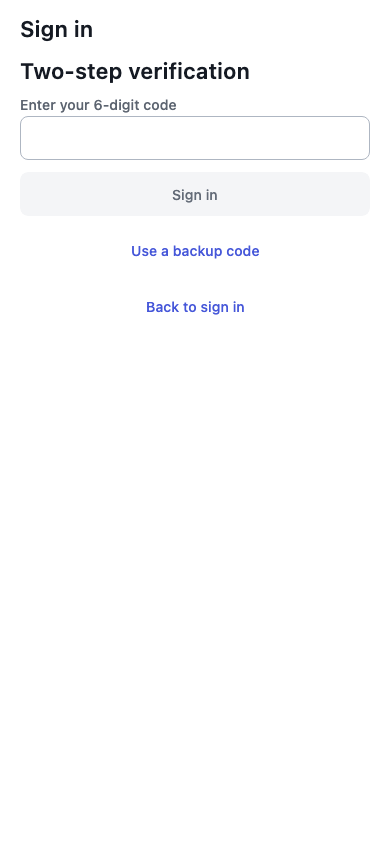 Sign in
Two-step verification
Enter your 6-digit code
Sign in
Use a backup code
Back to sign in